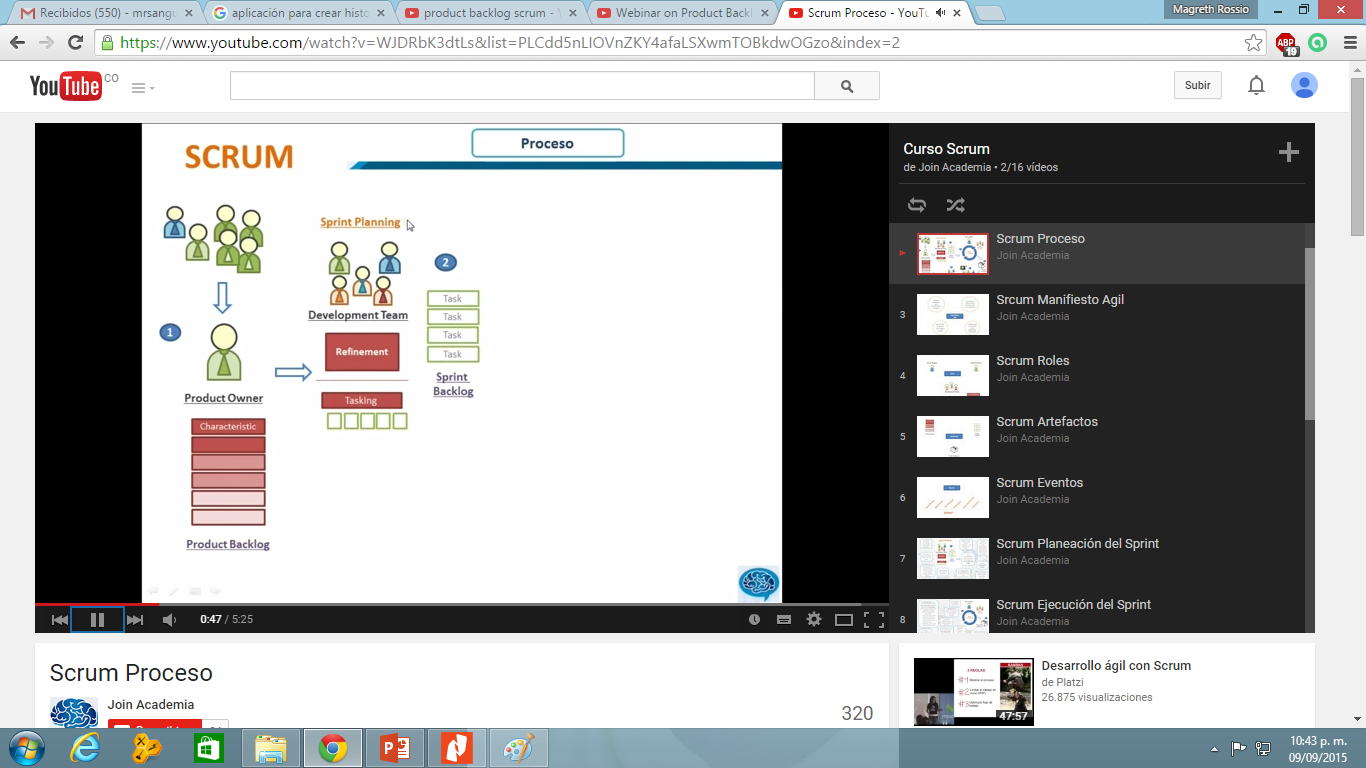 Recibidos (550) - mrsangu
aplicación para crear histo
product backlog scrum - Y
Webinar on Product Backl
Scrum Proceso - YouTu
Magreth Rossio
https://www.youtube.com/watch?v=WJDRbK3dtLs&list=PLCdd5nLIOVnZKY4afaLSXwmTOBkdwOGzo&index=2
ABP
19
YouTube CO
Subir
SCRUM
Proceso
Sprint Planning
2
Development Team
Task
Task
Task
Task
1
Refinement
Sprint
Backlog
Product Owner
Tasking
Characteristic
Product Backlog
0:47 / 5:25
Curso Scrum
de Join Academia • 2/16 vídeos
Scrum Proceso
Join Academia
3
Srcum Manifiesto Agil
Join Academia
4
Scrum Roles
Join Academia
5
Scrum Artefactos
Join Academia
6
Scrum Eventos
Join Academia
7
Scrum Planeación del Sprint
Join Academia
8
Scrum Ejecución del Sprint
Join Academia
Scrum Proceso
Join Academia
320
Desarrollo ágil con Scrum
de Platzi
26.875 visualizaciones
47:57
10:43 p. m.
09/09/2015